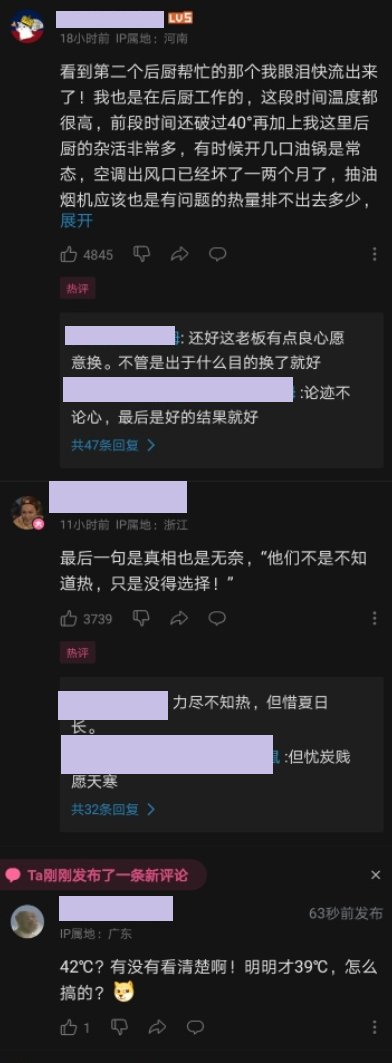 LV5
18小时前 IP属地：河南
看到第二个后厨帮忙的那个我眼泪快流出来
了！我也是在后厨工作的，这段时间温度都
很高，前段时间还破过40°再加上我这里后
厨的杂活非常多，有时候开几口油锅是常
态，空调出风口已经坏了一两个月了，抽油
烟机应该也是有问题的热量排不出去多少，
展开
4845
热评
: 还好这老板有点良心愿
意换。不管是出于什么目的换了就好
:论迹不
论心，最后是好的结果就好
共47条回复
11小时前 IP属地：浙江
最后一句是真相也是无奈，“他们不是不知
道热，只是没得选择！”
3739
热评
力尽不知热，但惜夏日
长。
:但忧炭贱
愿天寒
共32条回复
Ta刚刚发布了一条新评论
63秒前发布
IP属地：广东
42℃？有没有看清楚啊！明明才39℃，怎么
搞的？
1